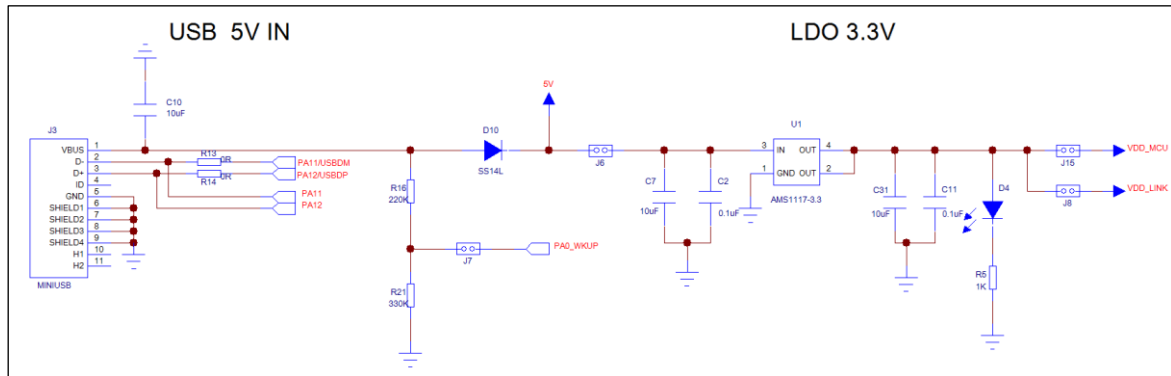 USB 5V IN
LDO 3.3V
C10
10uF
J3
VBUS
D-
D+
ID
GND
SHIELD1
SHIELD2
SHIELD3
SHIELD4
H1
H2
1
2
3
4
5
6
7
8
9
10
11
MINIUSB
R13
0R
R14
0R
PA11/USBDM
PA12/USBDP
PA11
PA12
R16
220K
R21
330K
J7
PA0_WKUP
D10
SS14L
5V
J6
C7
10uF
C2
0.1uF
U1
3 IN OUT 4
1 GND OUT 2
AMS1117-3.3
C31
10uF
C11
0.1uF
D4
R5
1K
J15
VDD_MCU
J8
VDD_LINK